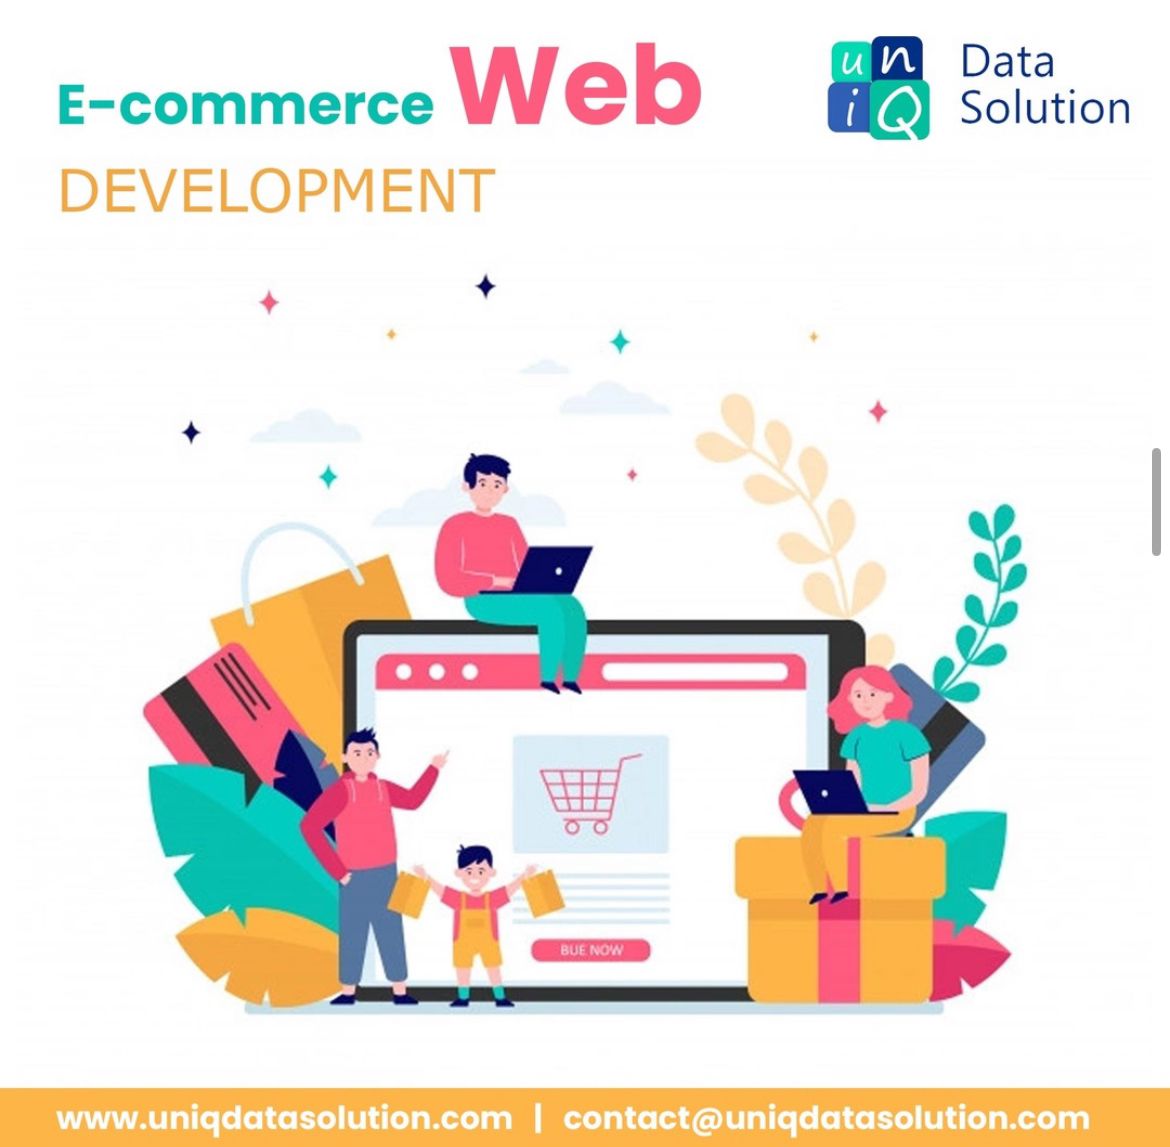 E-commerce Web
DEVELOPMENT
un
iQ
Data
Solution
BUE NOW
www.uniqdatasolution.com | contact@uniqdatasolution.com